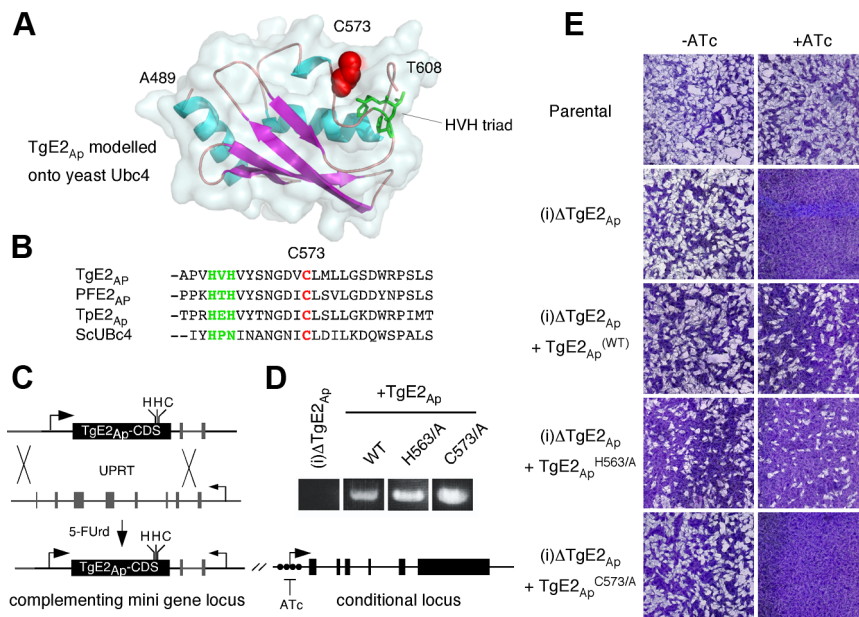 A
C573
A489
T608
HVH triad
TgE2Ap modelled
onto yeast Ubc4
B
C573
TgE2AP -APVHVHVYSNGDVCLMLLGSDWRPSLS
PFE2AP -PPKHTHVYSNGDICLSVLGDDYNPSLS
TpE2Ap -TPRHEHVYTNGDICLSLLGKDWRPIMT
ScUBc4 --IYHPNINANGNICLDILKDQWSPALS
C
HHC
TgE2Ap-CDS
UPRT
5-FUrd
HHC
TgE2Ap-CDS
complementing mini gene locus
//
ATc
conditional locus
D
+TgE2Ap
(i)ΔTgE2Ap
WT
H563/A
C573/A
E
-ATc +ATc
Parental
(i)ΔTgE2Ap
(i)ΔTgE2Ap
+ TgE2Ap(WT)
(i)ΔTgE2Ap
+ TgE2ApH563/A
(i)ΔTgE2Ap
+ TgE2ApC573/A